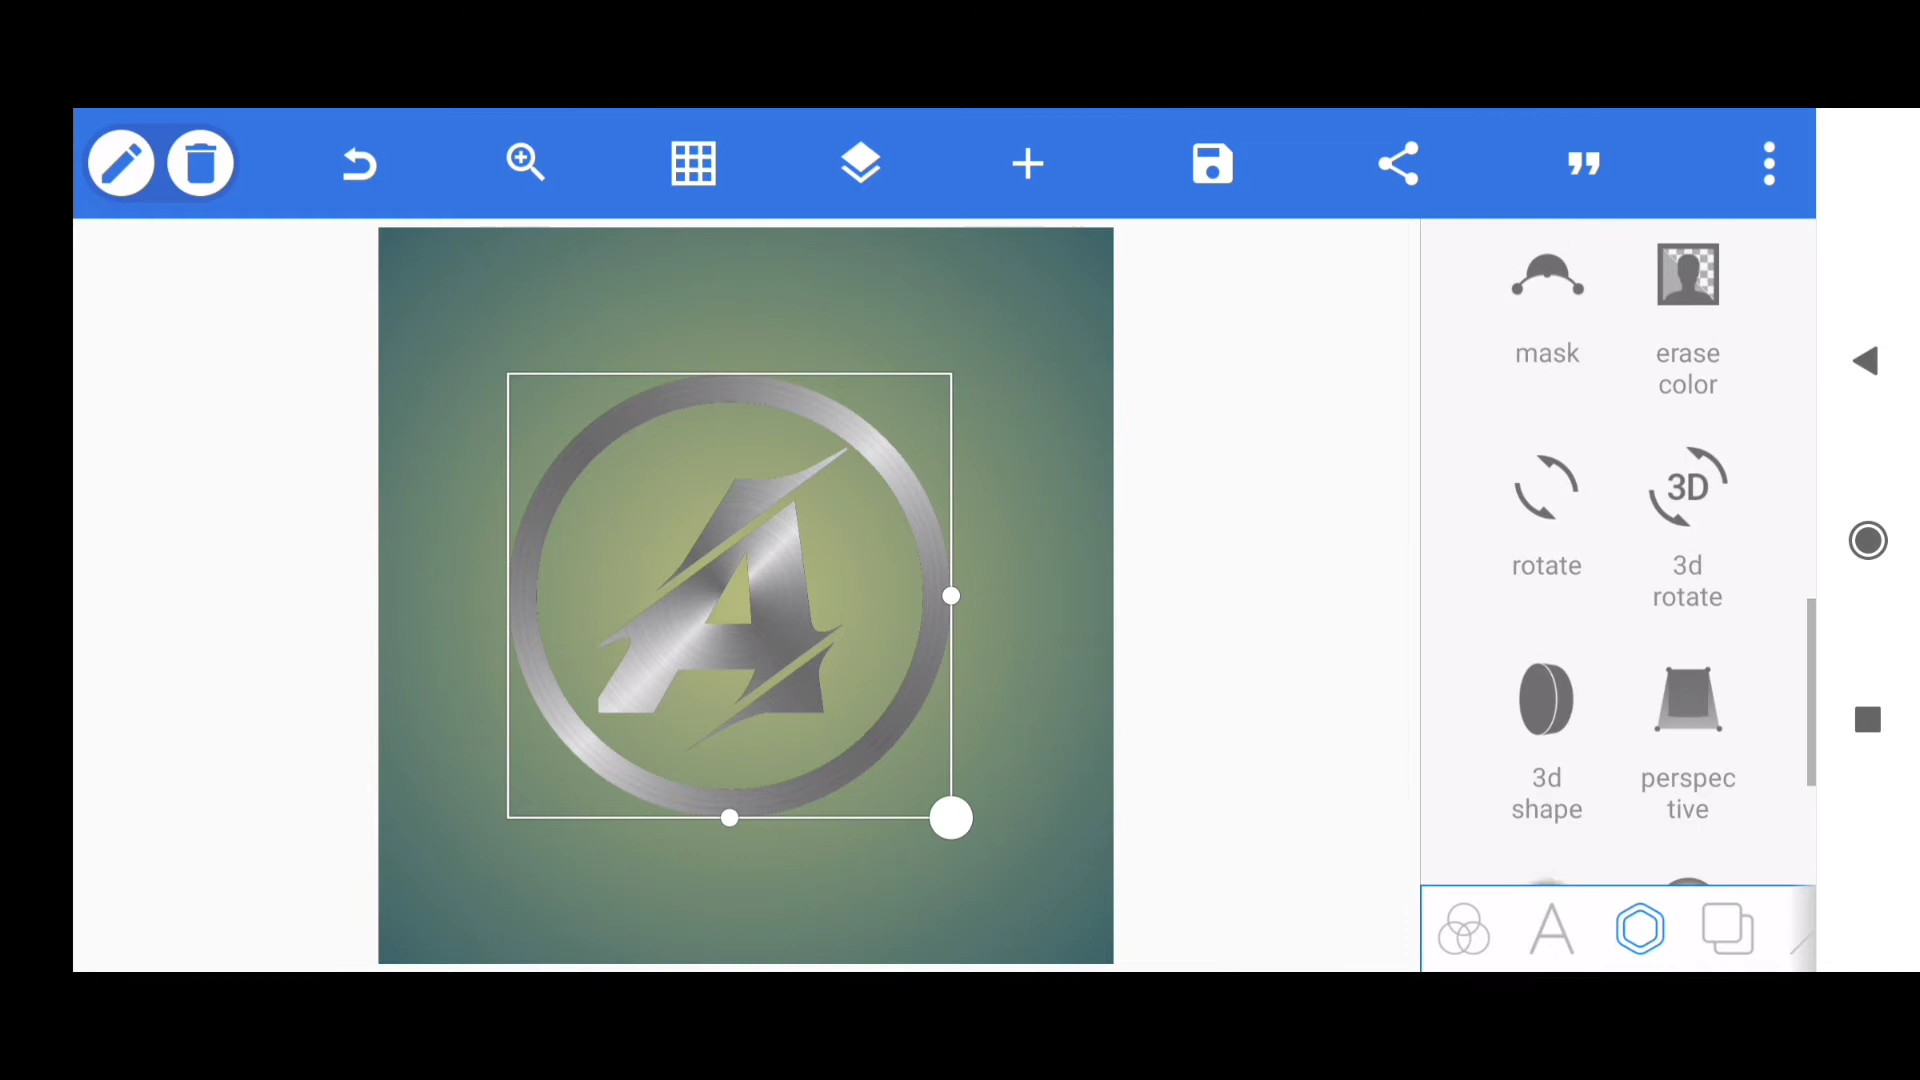 mask
erase
color
3D
rotate
3d
rotate
3d
shape
perspec
tive
A